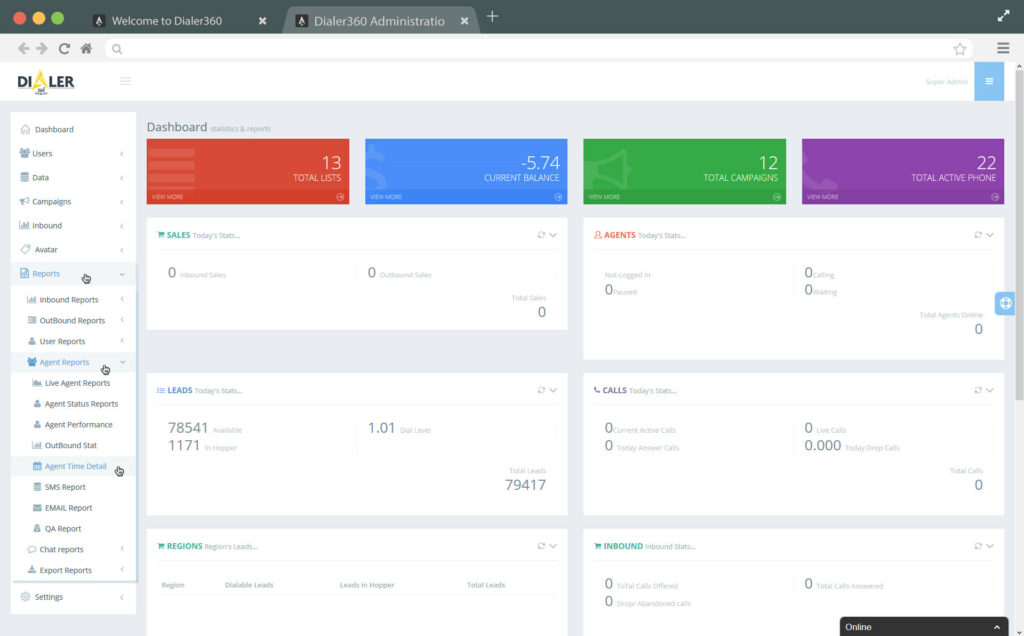 Welcome to Dialer360
Dialer360 Administratio
DIALER
360
Super Admin
Dashboard
Users
Data
Campaigns
Inbound
Avatar
Reports
Inbound Reports
OutBound Reports
User Reports
Agent Reports
Live Agent Reports
Agent Status Reports
Agent Performance
OutBound Stat
Agent Time Detail
SMS Report
EMAIL Report
QA Report
Chat reports
Export Reports
Settings
Dashboard statistics & reports
13
TOTAL LISTS
VIEW MORE
-5.74
CURRENT BALANCE
VIEW MORE
12
TOTAL CAMPAIGNS
VIEW MORE
22
TOTAL ACTIVE PHONE
VIEW MORE
SALES Today's Stats...
0 Inbound Sales
0 Outbound Sales
Total Sales
0
AGENTS Today's Stats...
Not-Logged in
0 Paused
0 Calling
0 Waiting
Total Agents Online
0
LEADS Today's Stats...
78541 Available
1171 In Hopper
1.01 Dial Level
Total Leads
79417
CALLS Today's Stats...
0 Current Active Calls
0 Today Answer Calls
0 Live Calls
0.000 Today Drop Calls
Total Calls
0
REGIONS Region's Leads...
Region Dialable Leads Leads in Hopper Total Leads
INBOUND Inbound Stats...
0 ToTal Calls Offered
0 Drop/ Abandoned calls
0 Total Calls Answered
Online